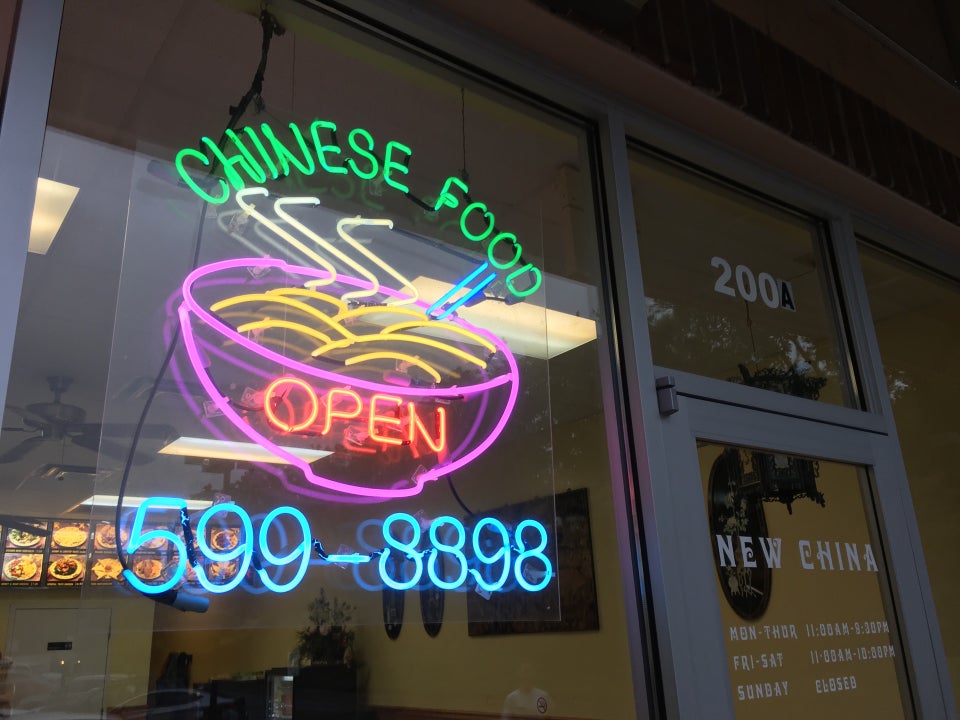 CHINESE FOOD
OPEN
599-8898
200A
NEW CHINA
MON-THUR 11:00AM-9:30PM
FRI-SAT 11:00AM-10:00PM
SUNDAY CLOSED